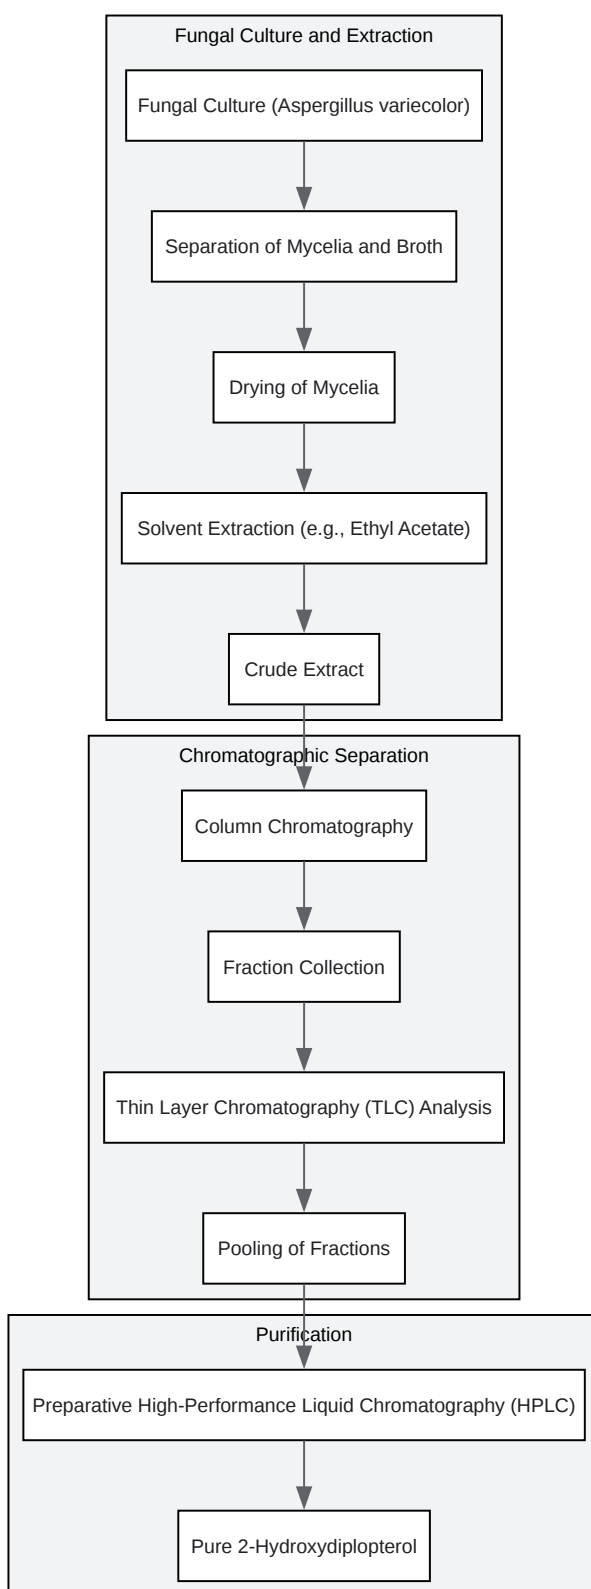 Fungal Culture and Extraction
Fungal Culture (Aspergillus variecolor)
Separation of Mycelia and Broth
Drying of Mycelia
Solvent Extraction (e.g., Ethyl Acetate)
Crude Extract
Chromatographic Separation
Column Chromatography
Fraction Collection
Thin Layer Chromatography (TLC) Analysis
Pooling of Fractions
Purification
Preparative High-Performance Liquid Chromatography (HPLC)
Pure 2-Hydroxydiplopterol